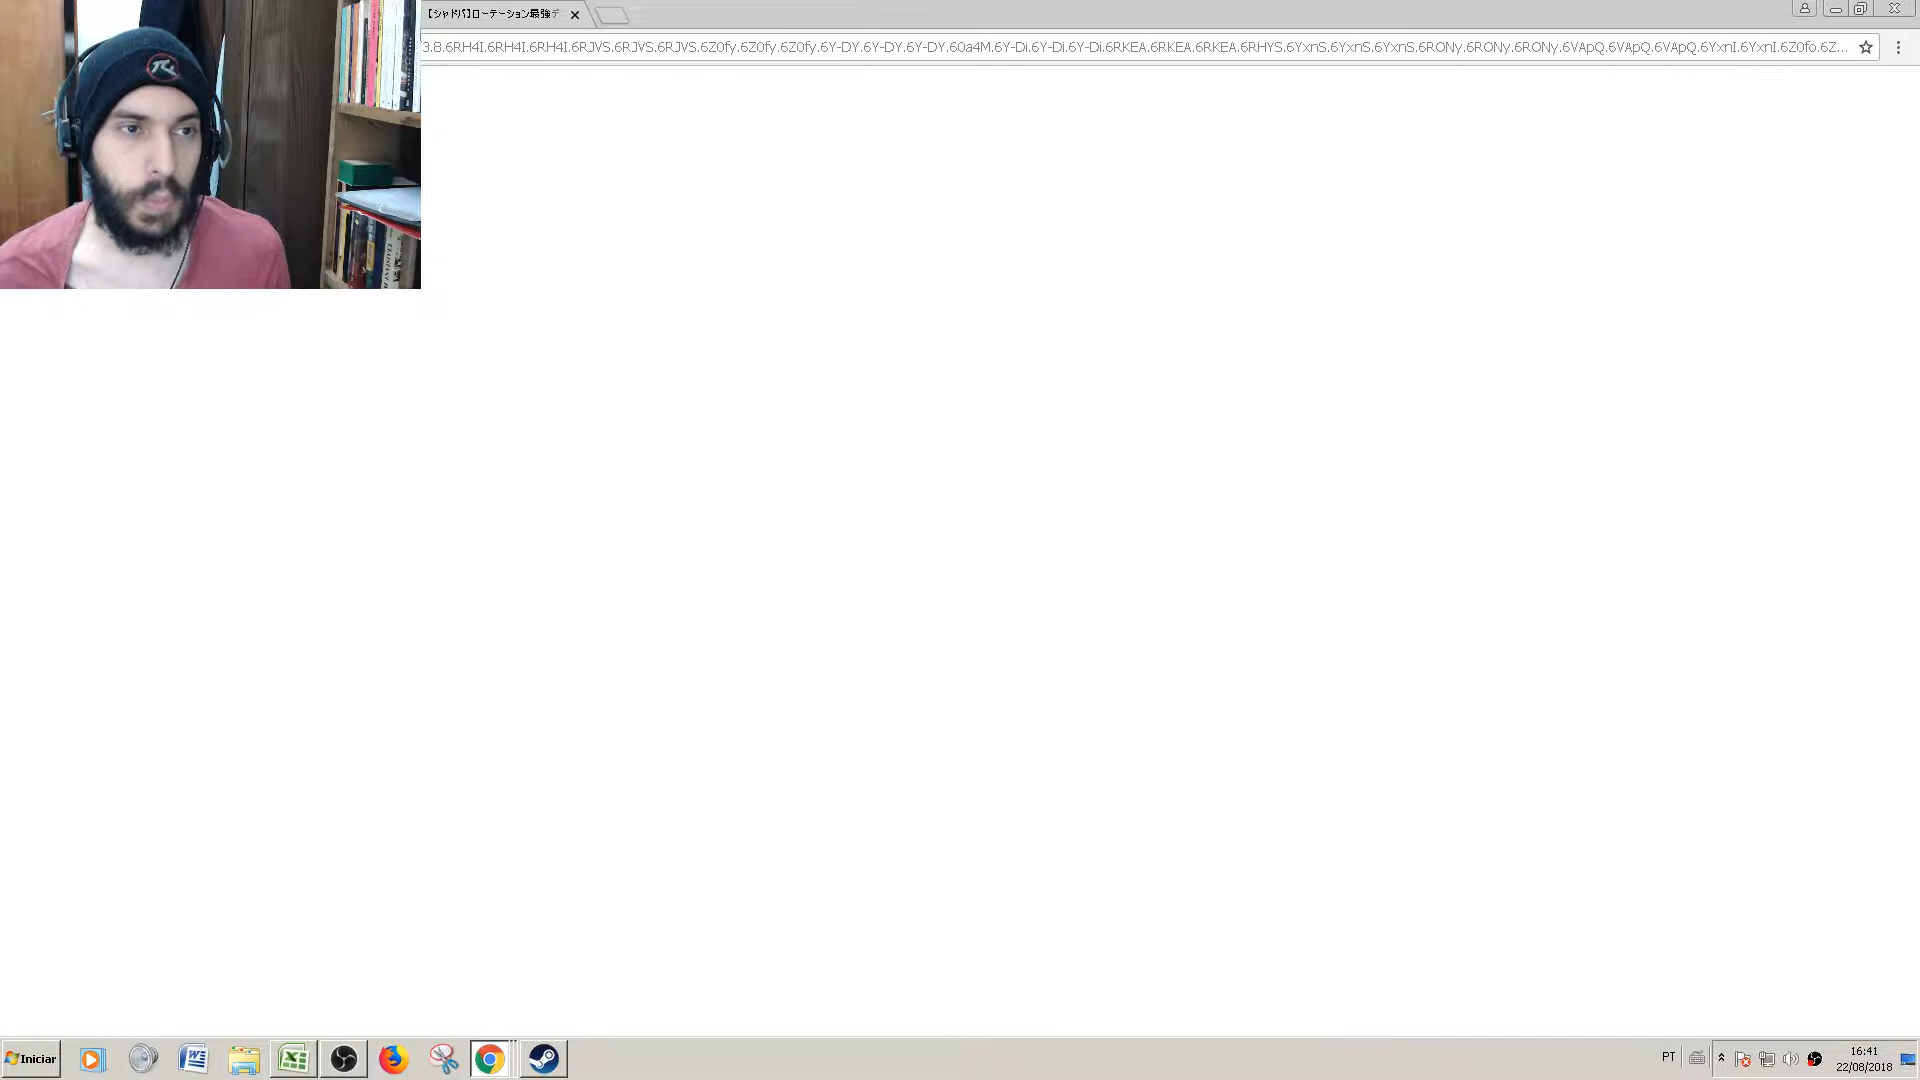 【シャドバ】ローテーション最強デ
3.8.6RH4I.6RH4I.6RH4I.6RJVS.6RJVS.6RJVS.6Z0fy.6Z0fy.6Z0fy.6Y-DY.6Y-DY.6Y-DY.60a4M.6Y-Di.6Y-Di.6Y-Di.6RKEA.6RKEA.6RKEA.6RHYS.6YxnS.6YxnS.6YxnS.6RONy.6RONy.6RONy.6VApQ.6VApQ.6VApQ.6YxnI.6YxnI.6Z0fo.6Z...
Iniciar
PT
16:41
22/08/2018